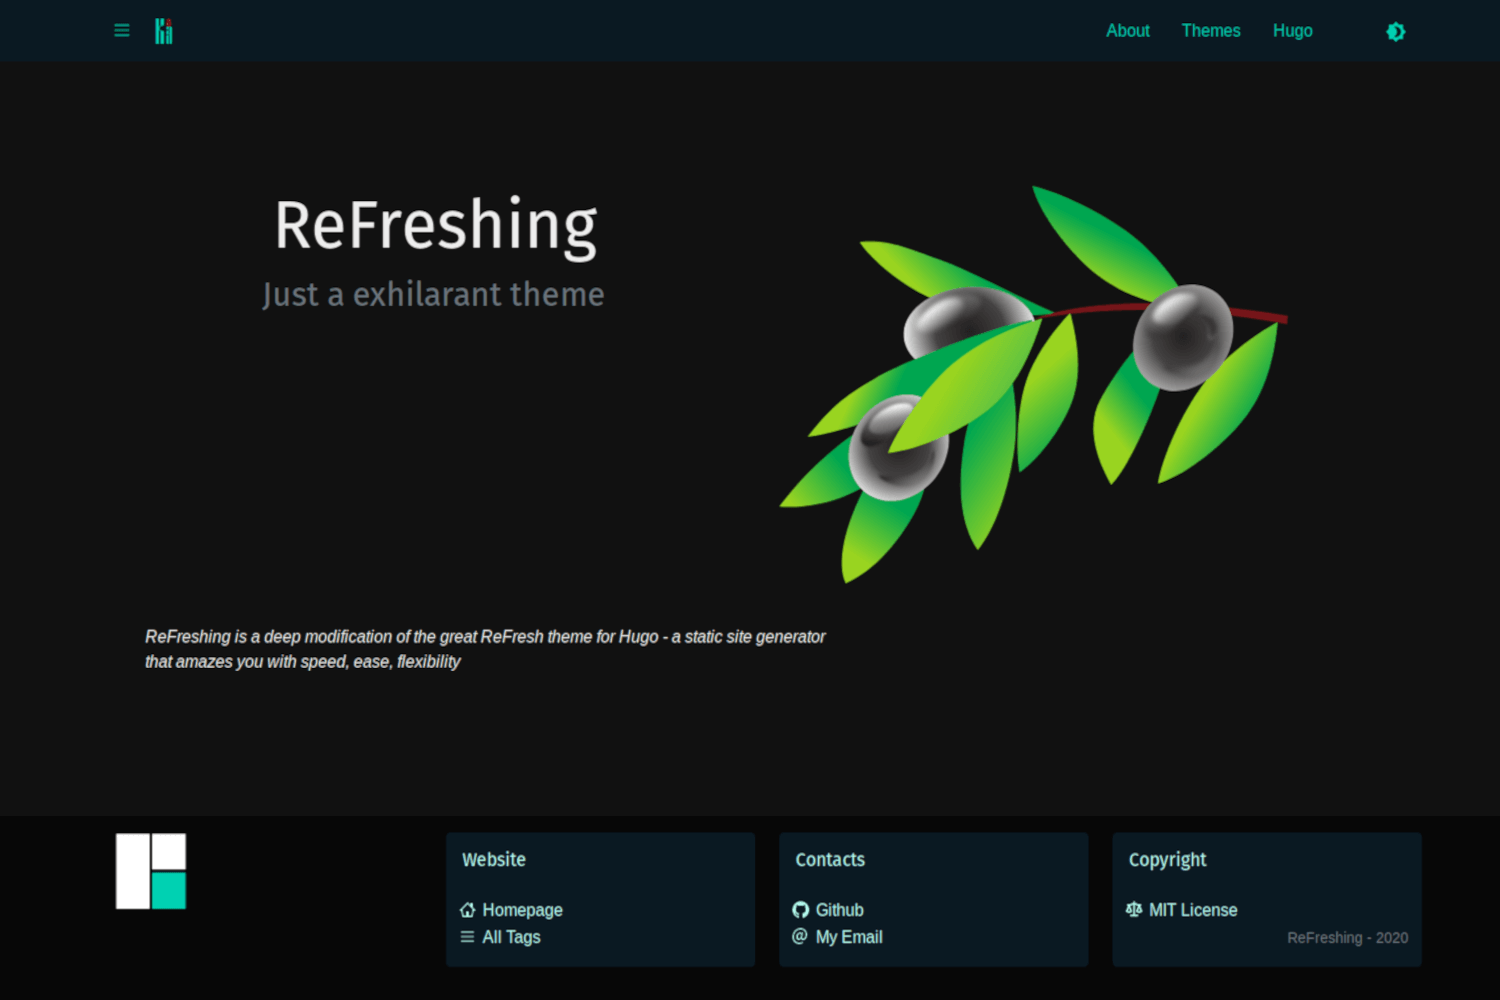 About Themes Hugo
ReFreshing
Just a exhilarant theme
ReFreshing is a deep modification of the great ReFresh theme for Hugo - a static site generator
that amazes you with speed, ease, flexibility
Website
Homepage
All Tags
Contacts
Github
@ My Email
Copyright
MIT License
ReFreshing - 2020